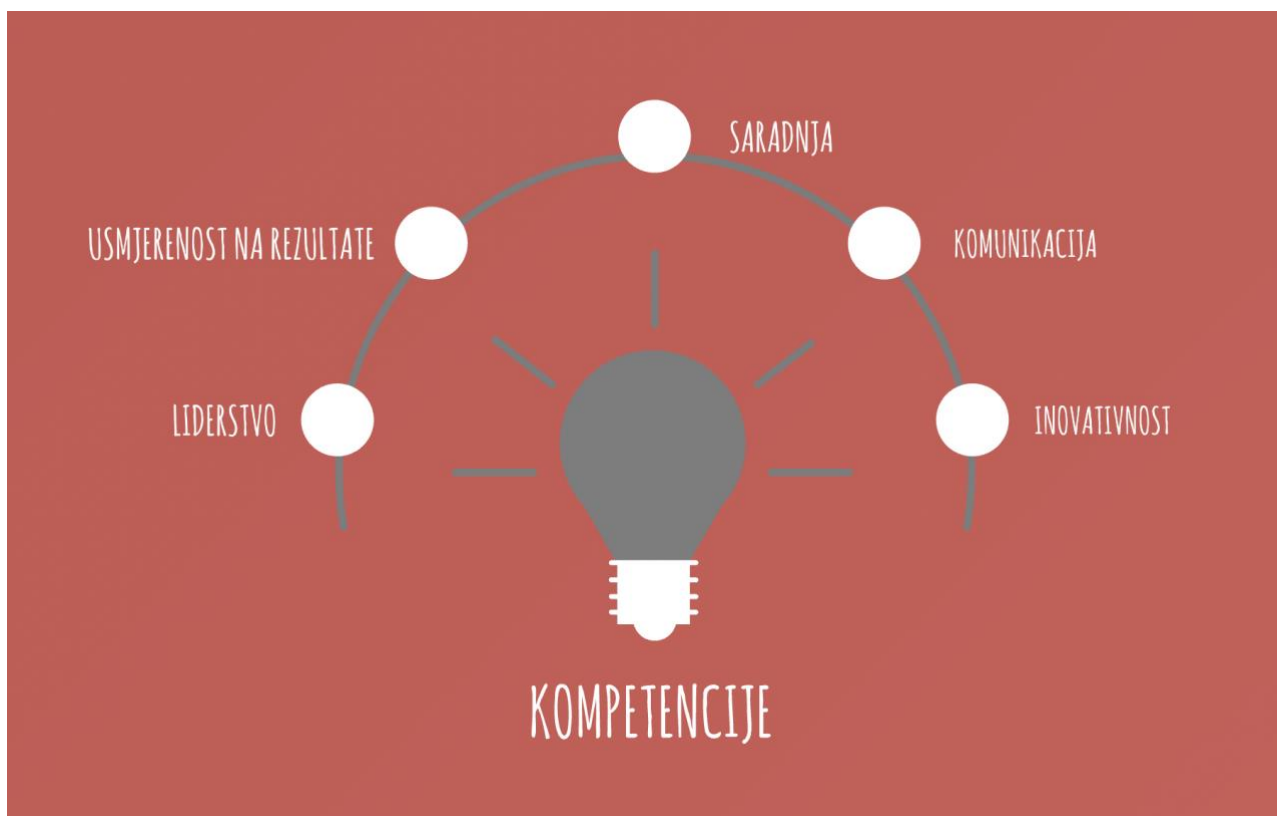 SARADNJA
USMJERENOST NA REZULTATE
KOMUNIKACIJA
LIDERSTVO
INOVATIVNOST
KOMPETENCIJE